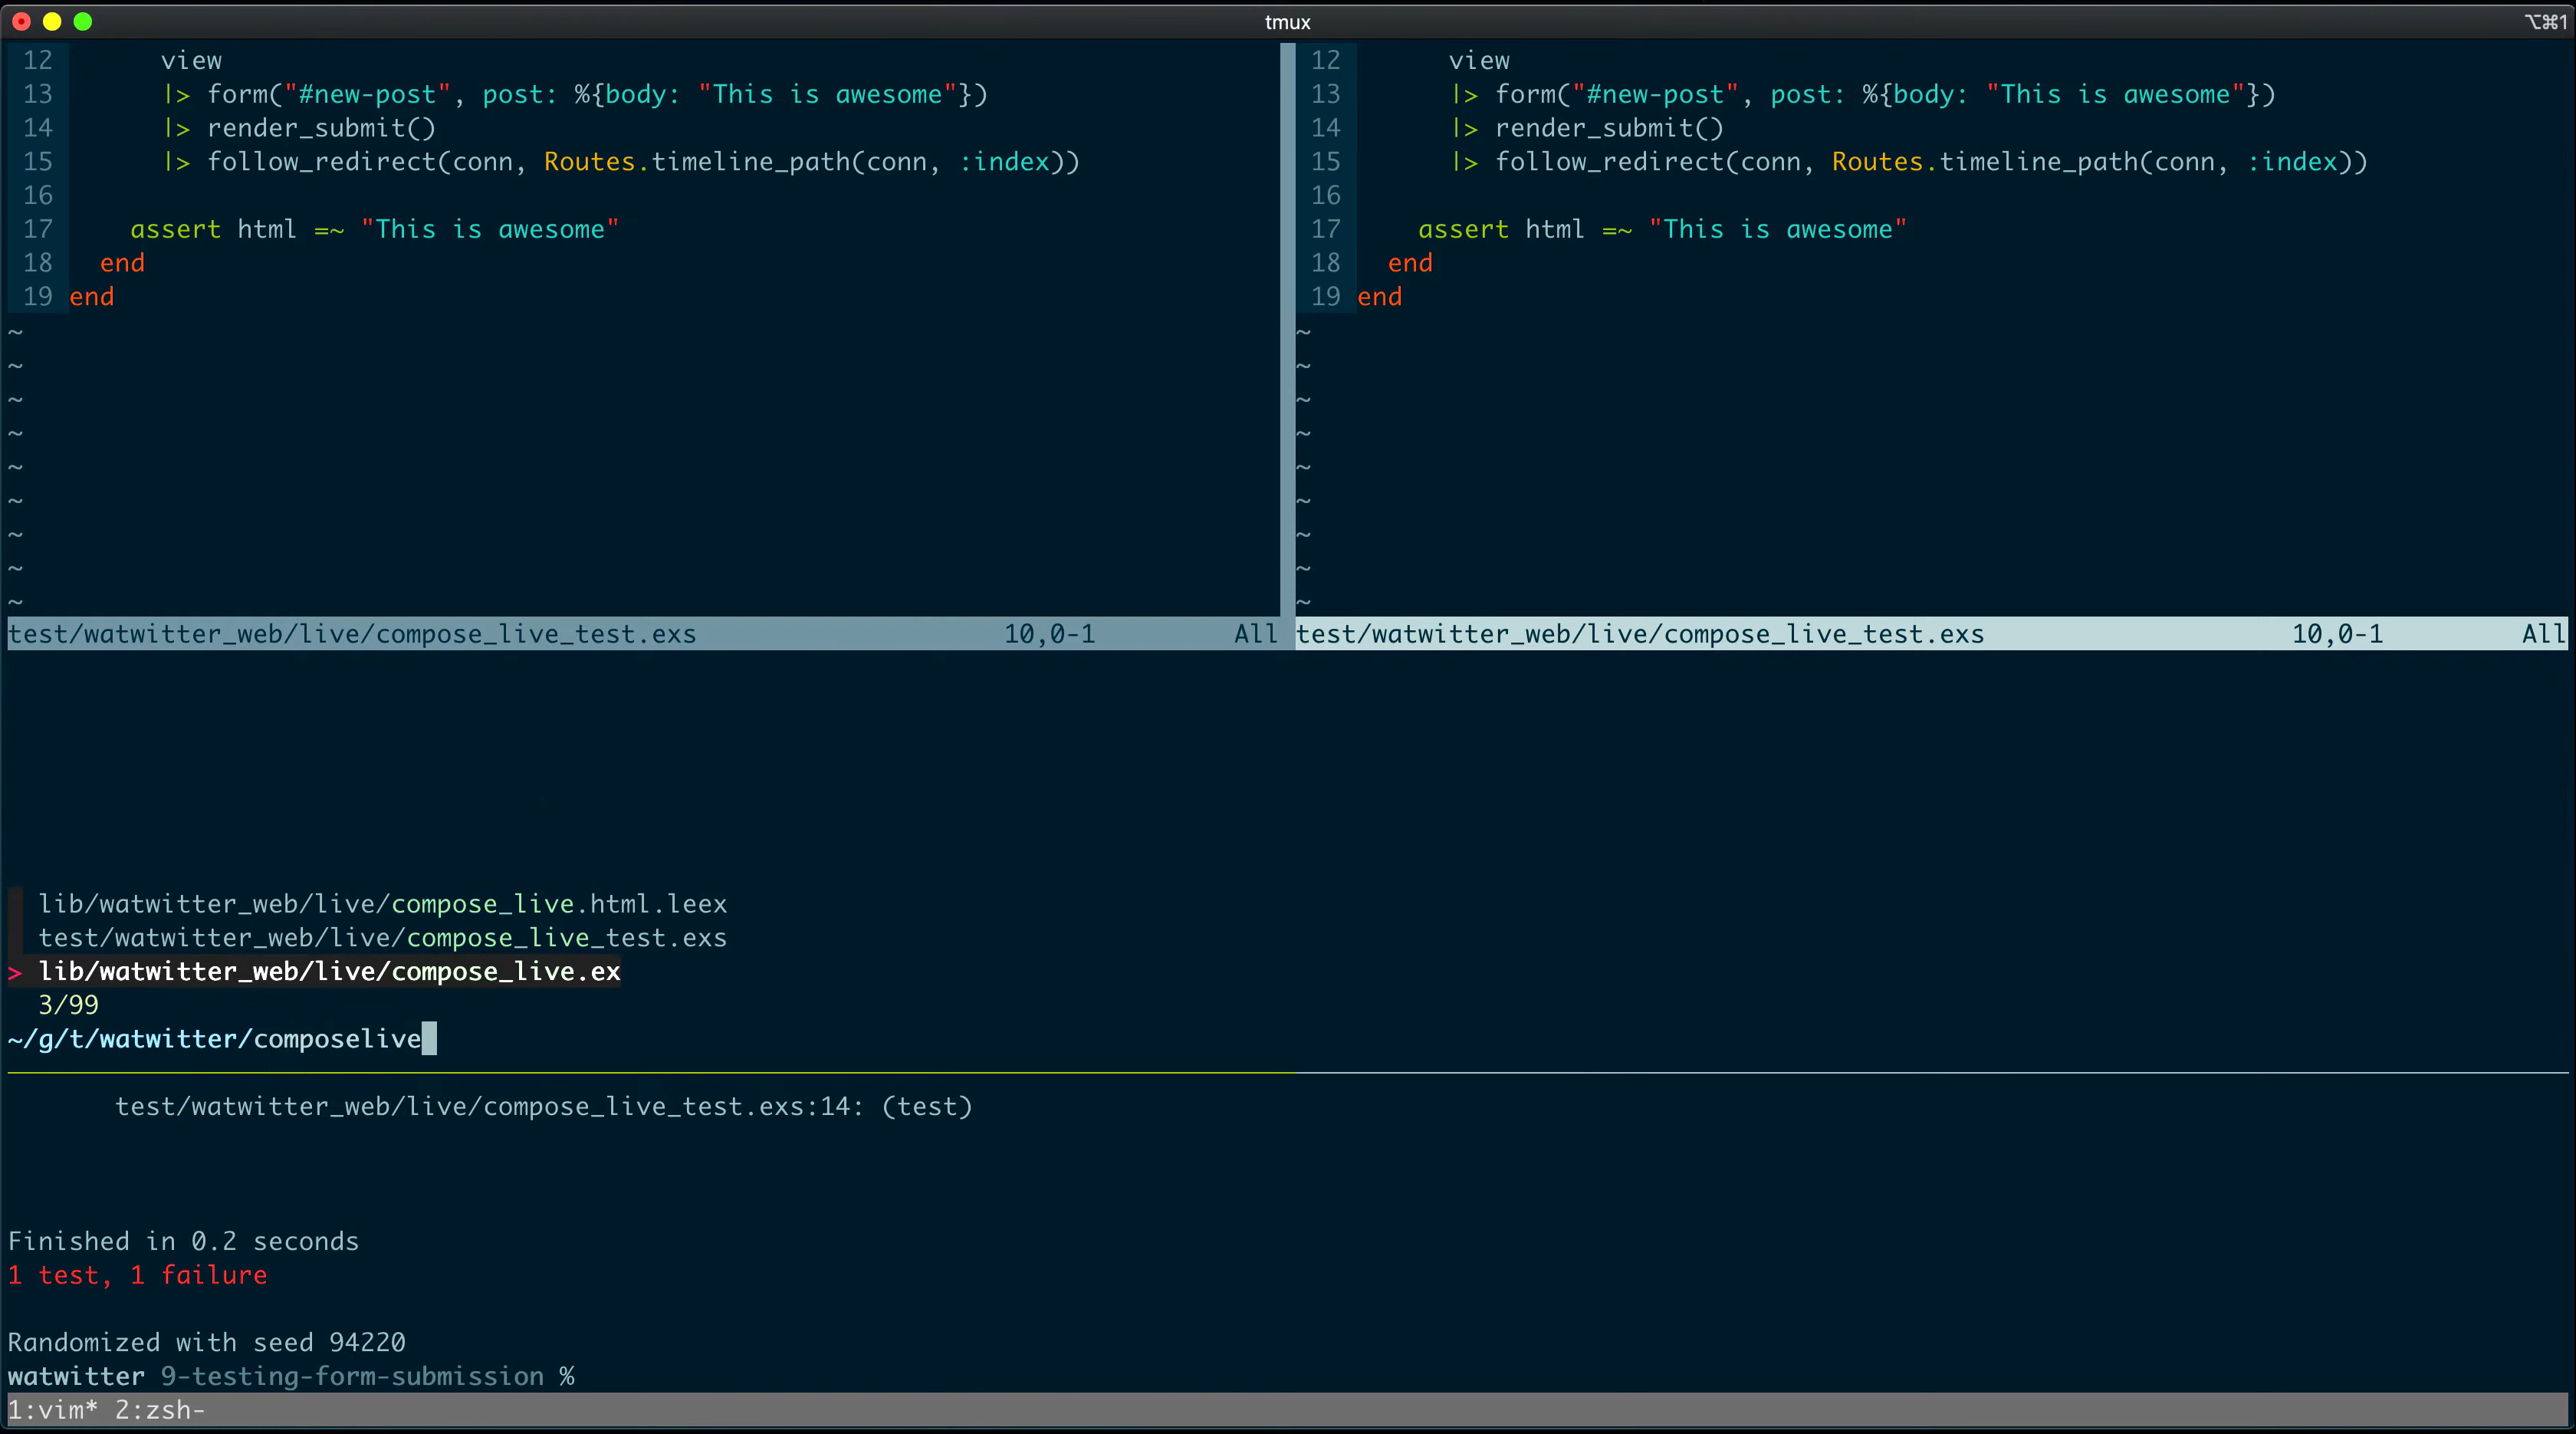 tmux
⌥⌘1
12 view
13 |> form("#new-post", post: %{body: "This is awesome"})
14 |> render_submit()
15 |> follow_redirect(conn, Routes.timeline_path(conn, :index))
16
17 assert html =~ "This is awesome"
18 end
19 end
~
~
~
~
~
~
~
~
~
test/watwitter_web/live/compose_live_test.exs 10,0-1 All
12 view
13 |> form("#new-post", post: %{body: "This is awesome"})
14 |> render_submit()
15 |> follow_redirect(conn, Routes.timeline_path(conn, :index))
16
17 assert html =~ "This is awesome"
18 end
19 end
~
~
~
~
~
~
~
~
~
test/watwitter_web/live/compose_live_test.exs 10,0-1 All
lib/watwitter_web/live/compose_live.html.leex
test/watwitter_web/live/compose_live_test.exs
> lib/watwitter_web/live/compose_live.ex
3/99
~/g/t/watwitter/composelive
test/watwitter_web/live/compose_live_test.exs:14: (test)
Finished in 0.2 seconds
1 test, 1 failure
Randomized with seed 94220
watwitter 9-testing-form-submission %
1:vim* 2:zsh-